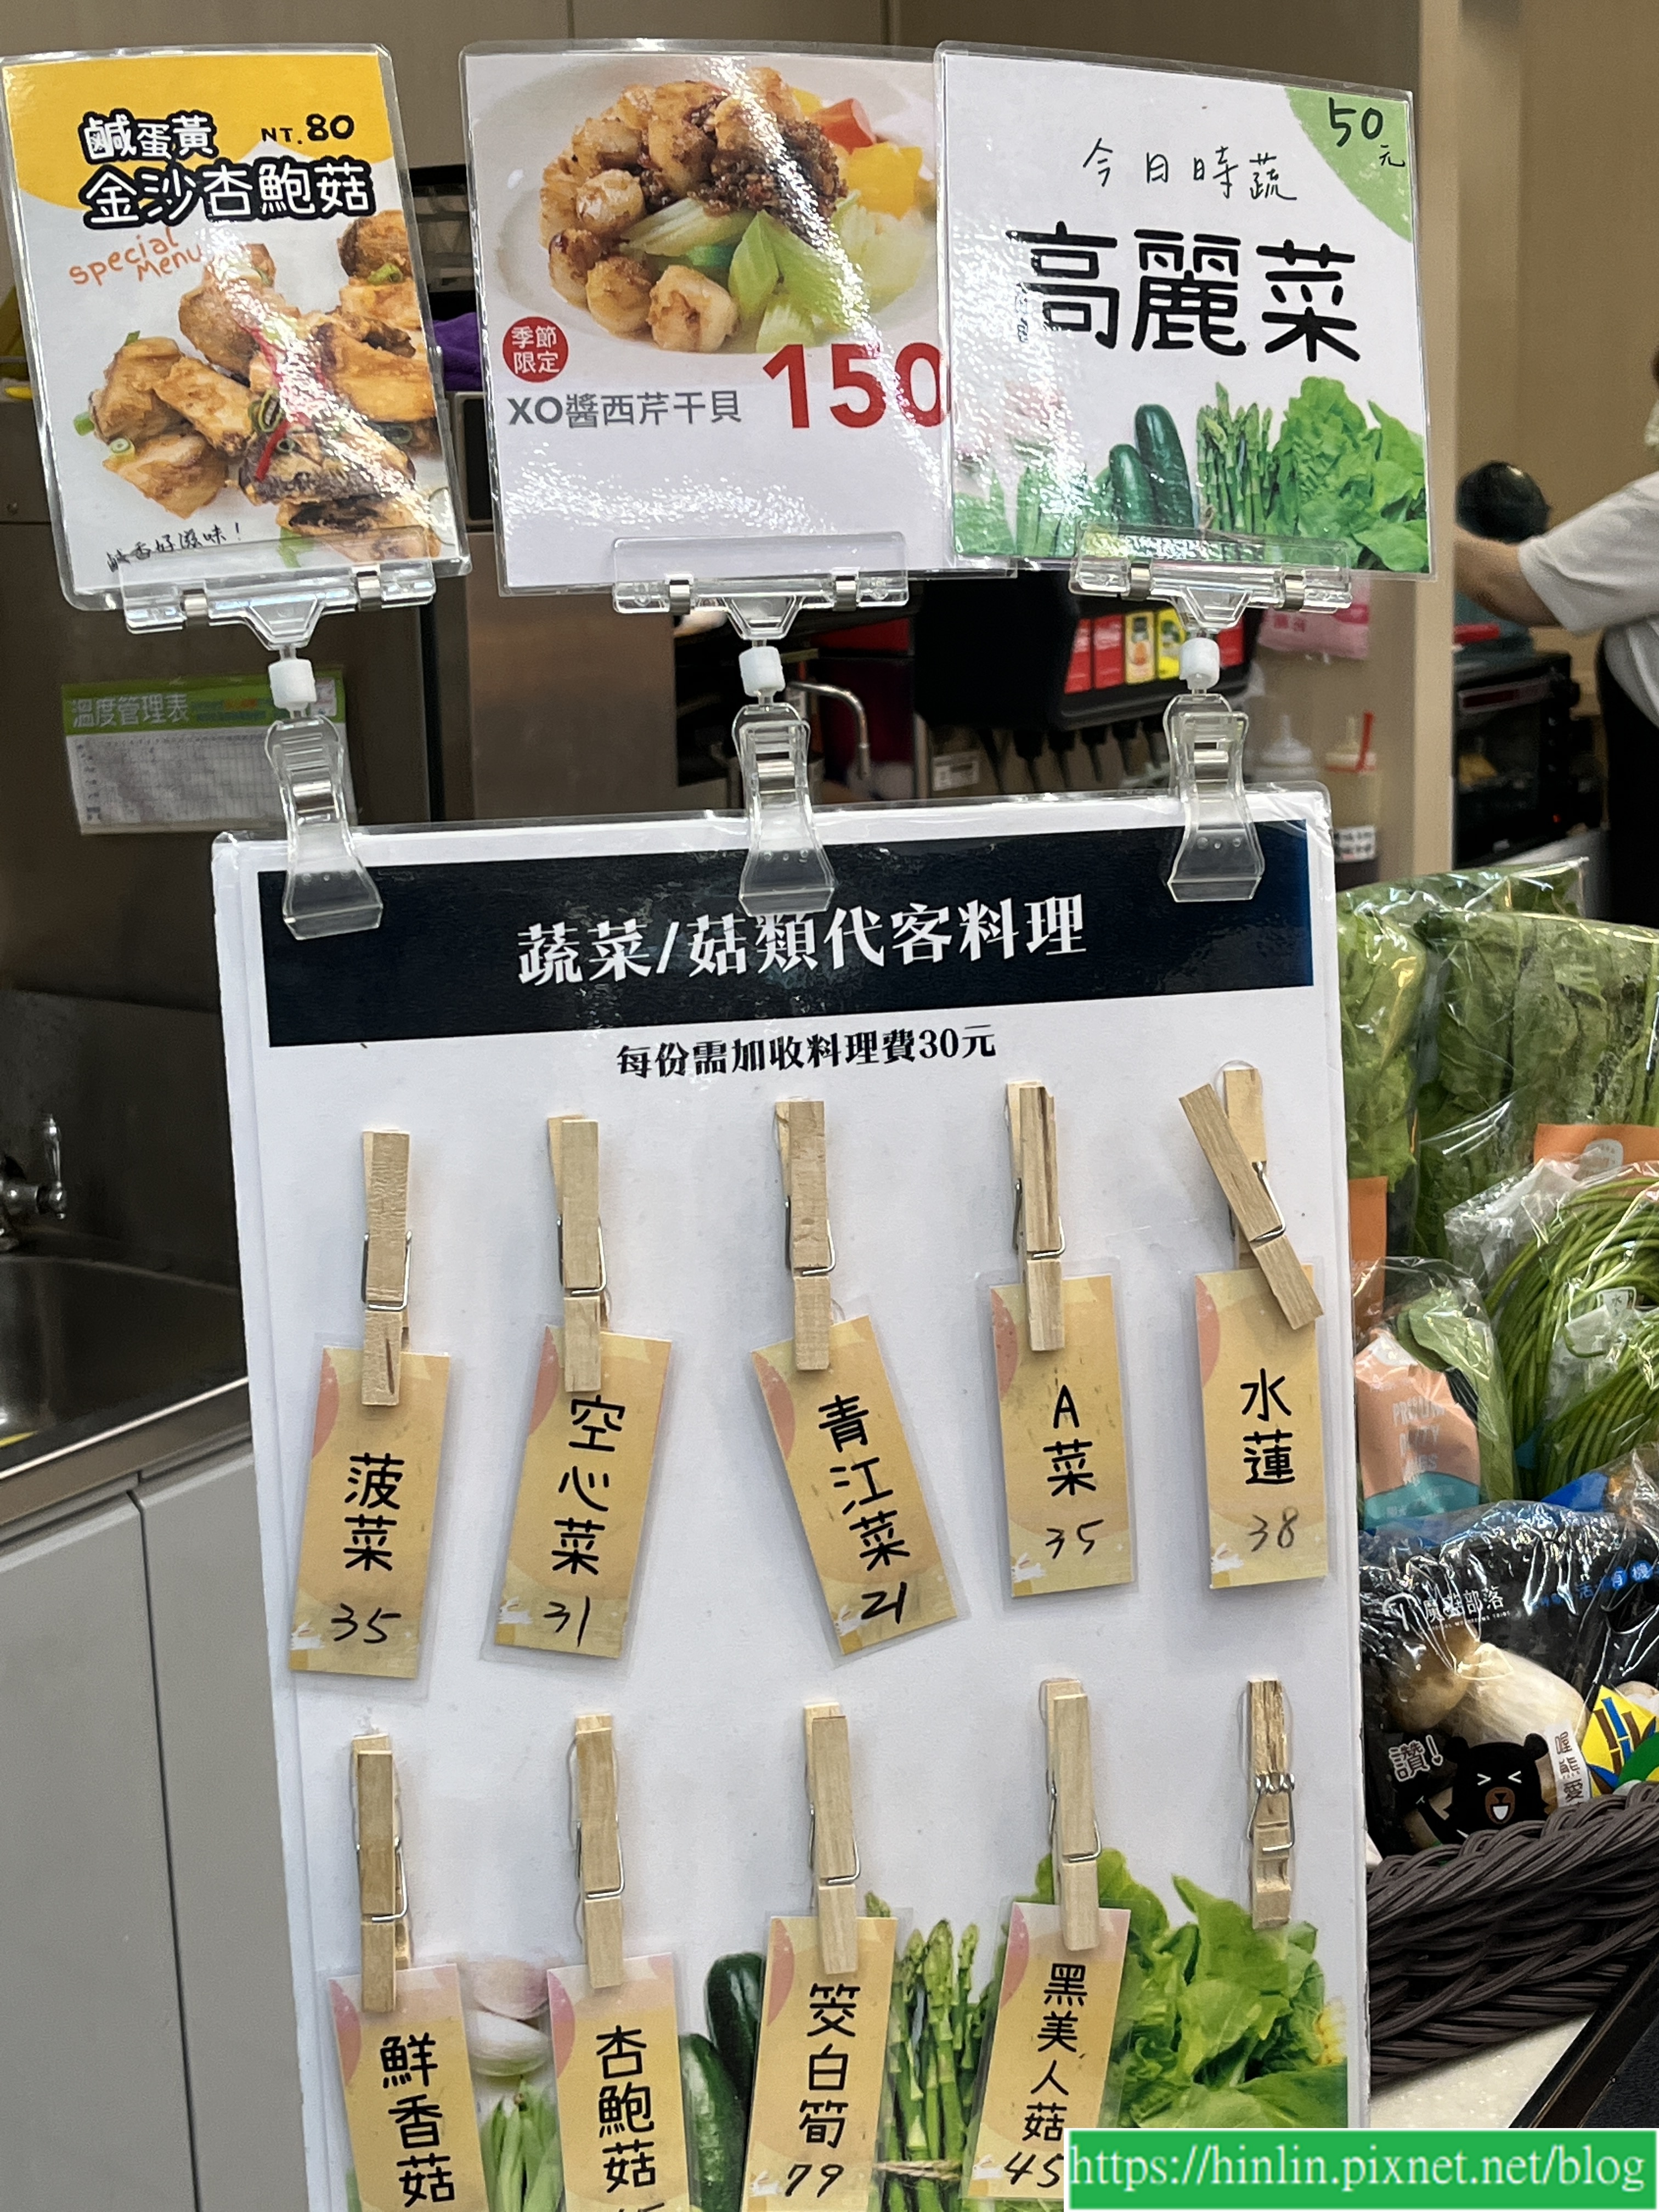 鹹蛋黃 NT.80
金沙杏鮑菇
special
Menu
鹹香好滋味！
季節
限定
XO醬西芹干貝
150
50元
今日時蔬
高麗菜
溫度管理表
蔬菜/菇類代客料理
每份需加收料理費30元
菠菜
35
空心菜
31
青江菜
21
A菜
35
水蓮
38
鮮香菇
杏鮑菇
筊白筍
79
黑美人菇
45
讚！
https://hinlin.pixnet.net/blog